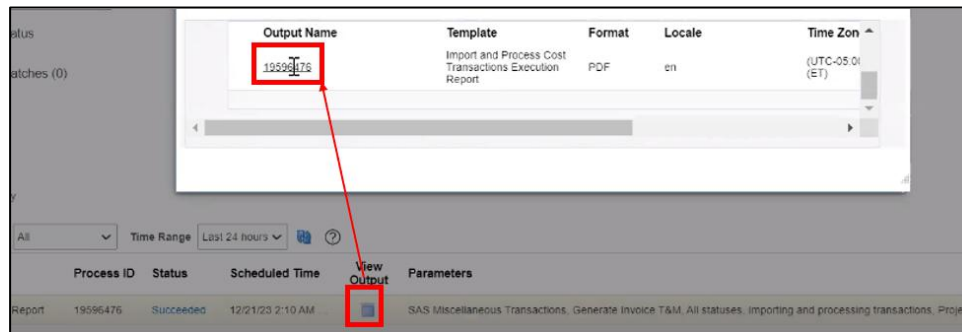 Output Name Template Format Locale Time Zon
19596476 Import and Process Cost Transactions Execution Report PDF en (UTC-05:00 (ET)
atus
atches (0)
y
All Time Range Last 24 hours
Process ID Status Scheduled Time View Output Parameters
Report 19596476 Succeeded 12/21/23 2:10 AM ... SAS Miscellaneous Transactions, Generate Invoice T&M, All statuses, Importing and processing transactions, Proje